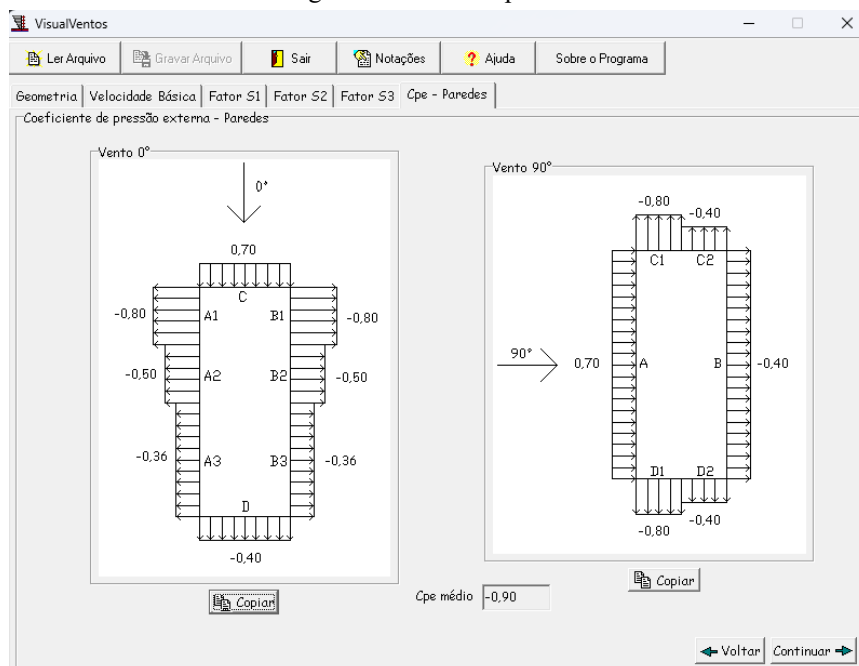 VisualVentos
Ler Arquivo Gravar Arquivo Sair Notações Ajuda Sobre o Programa
Geometria Velocidade Básica Fator S1 Fator S2 Fator S3 Cpe - Paredes
Coeficiente de pressão externa - Paredes
Vento 0°
0°
0,70
C
-0,80 A1 B1 -0,80
-0,50 A2 B2 -0,50
-0,36 A3 B3 -0,36
D
-0,40
Copiar
Vento 90°
-0,80 -0,40
C1 C2
90° 0,70 A B -0,40
D1 D2
-0,80 -0,40
Copiar
Cpe médio -0,90
Voltar Continuar